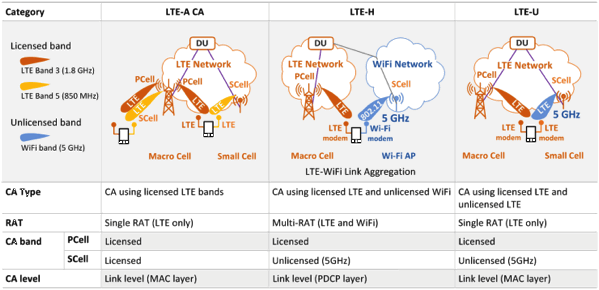 Category LTE-A CA LTE-H LTE-U
Licensed band
LTE Band 3 (1.8 GHz)
LTE Band 5 (850 MHz)
Unlicensed band
WiFi band (5 GHz)
DU
LTE Network
PCell
SCell
SCell
LTE
LTE
Macro Cell
Small Cell
DU
LTE Network
WiFi Network
PCell
SCell
LTE
802.11
5 GHz
LTE
modem
Wi-Fi
modem
Macro Cell
Wi-Fi AP
LTE-WiFi Link Aggregation
DU
LTE Network
PCell
SCell
LTE
LTE
5 GHz
LTE
modem
LTE
modem
Macro Cell
Small Cell
CA Type CA using licensed LTE bands CA using licensed LTE and unlicensed WiFi CA using licensed LTE and
unlicensed LTE
RAT Single RAT (LTE only) Multi-RAT (LTE and WiFi) Single RAT (LTE only)
CA band PCell Licensed Licensed Licensed
SCell Licensed Unlicensed (5GHz) Unlicensed (5GHz)
CA level Link level (MAC layer) Link level (PDCP layer) Link level (MAC layer)